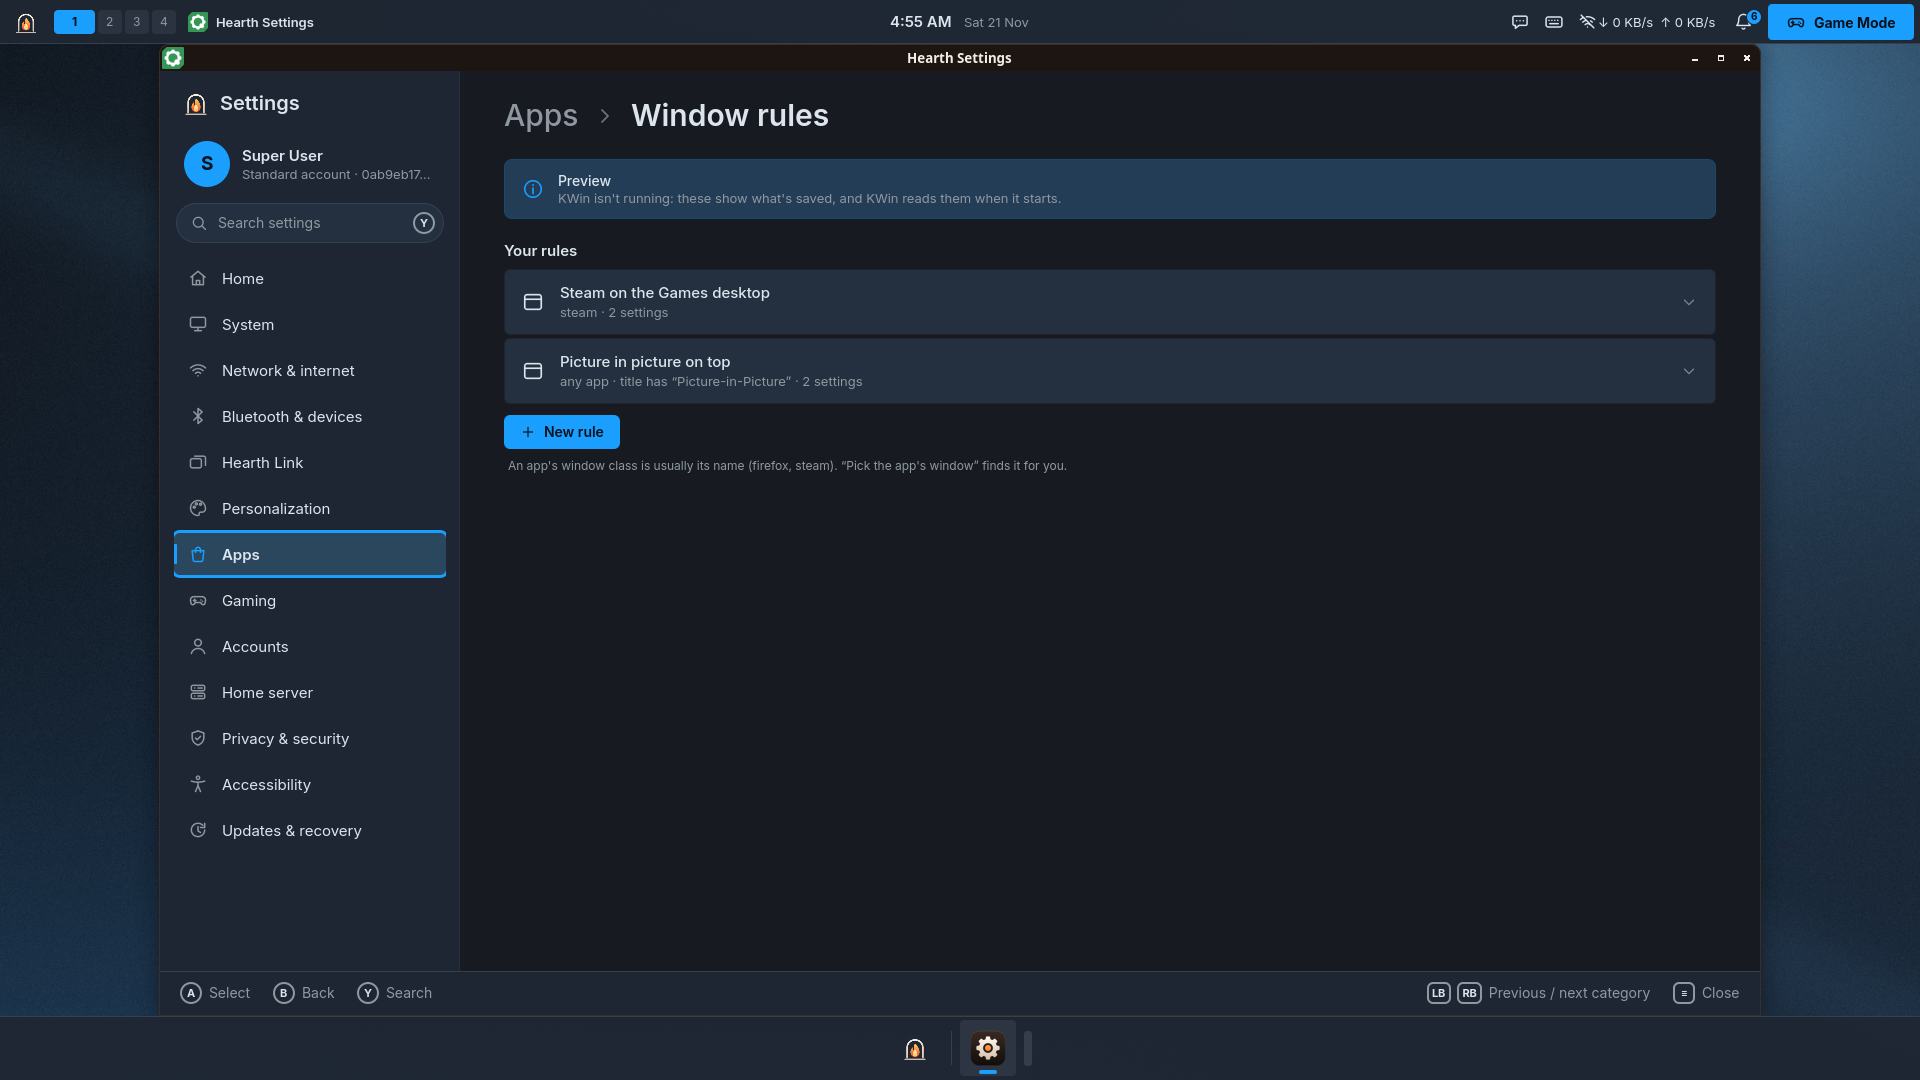 1 2 3 4 Hearth Settings
4:55 AM Sat 21 Nov
↓ 0 KB/s ↑ 0 KB/s 6 Game Mode
Hearth Settings
Settings
S
Super User
Standard account · 0ab9eb17...
Search settings Y
Home
System
Network & internet
Bluetooth & devices
Hearth Link
Personalization
Apps
Gaming
Accounts
Home server
Privacy & security
Accessibility
Updates & recovery
Apps > Window rules
Preview
KWin isn't running: these show what's saved, and KWin reads them when it starts.
Your rules
Steam on the Games desktop
steam · 2 settings
Picture in picture on top
any app · title has “Picture-in-Picture” · 2 settings
+ New rule
An app's window class is usually its name (firefox, steam). “Pick the app's window” finds it for you.
A Select B Back Y Search
LB RB Previous / next category ≡ Close